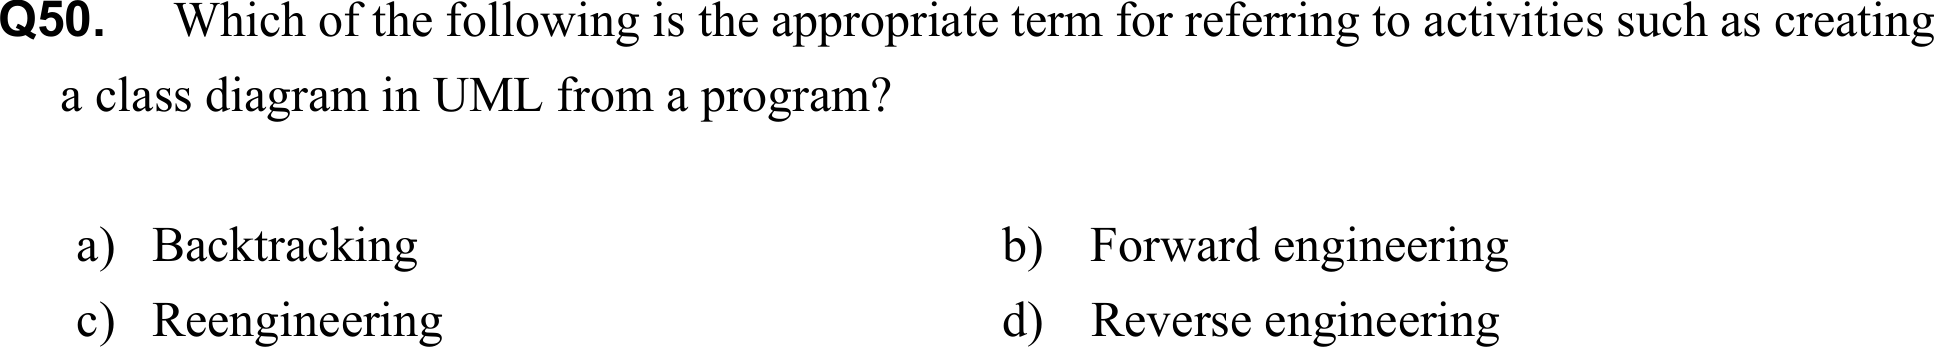 Q50. Which of the following is the appropriate term for referring to activities such as creating
a class diagram in UML from a program?
a) Backtracking b) Forward engineering
c) Reengineering d) Reverse engineering